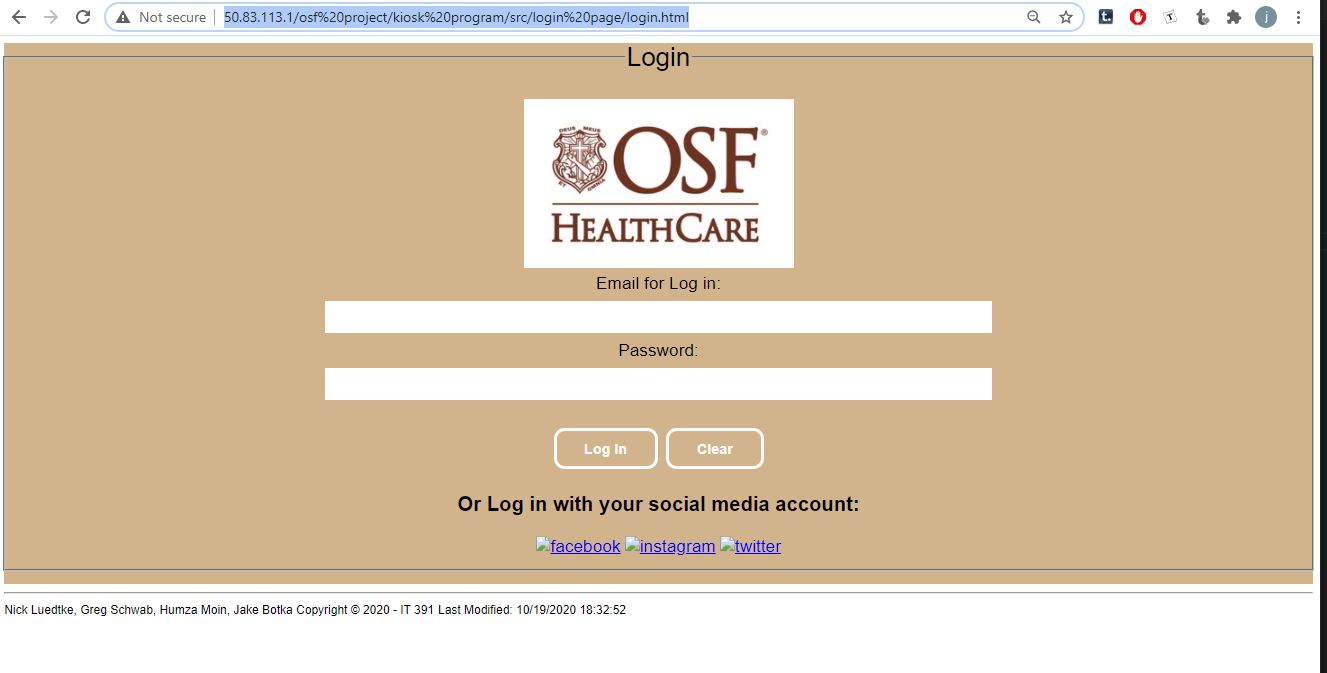 Not secure 50.83.113.1/osf%20project/kiosk%20program/src/login%20page/login.html
Login
DEUS MEUS
ET OMNIA
OSF®
HEALTHCARE
Email for Log in:
Password:
Log In Clear
Or Log in with your social media account:
facebook instagram twitter
Nick Luedtke, Greg Schwab, Humza Moin, Jake Botka Copyright © 2020 - IT 391 Last Modified: 10/19/2020 18:32:52